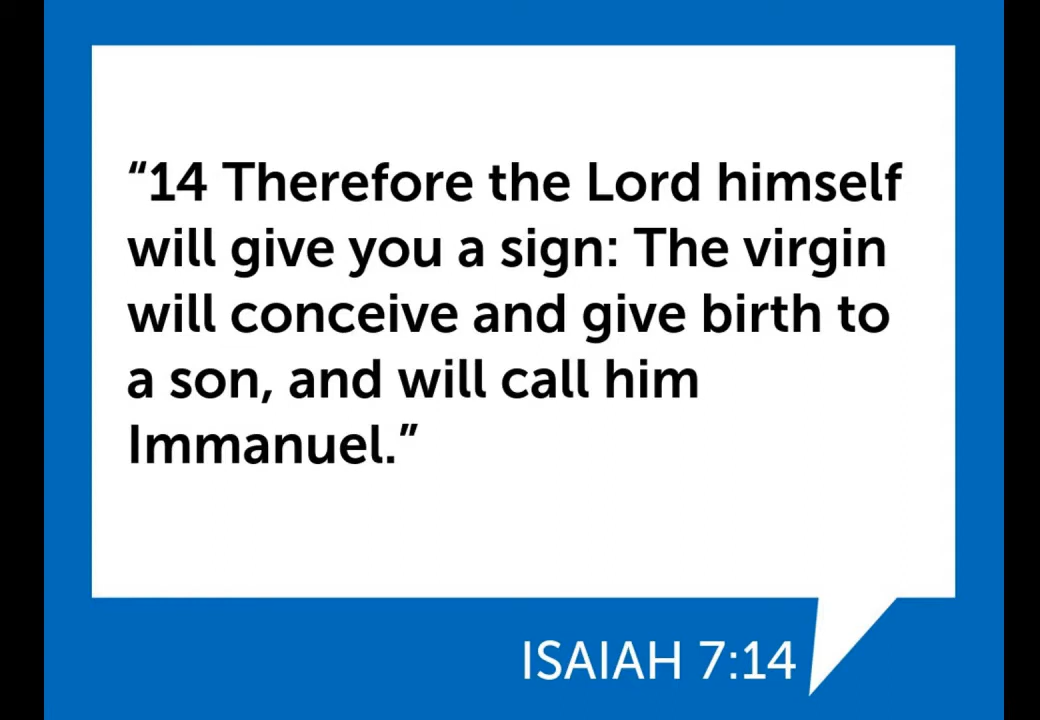 “14 Therefore the Lord himself
will give you a sign: The virgin
will conceive and give birth to
a son, and will call him
Immanuel.”
ISAIAH 7:14